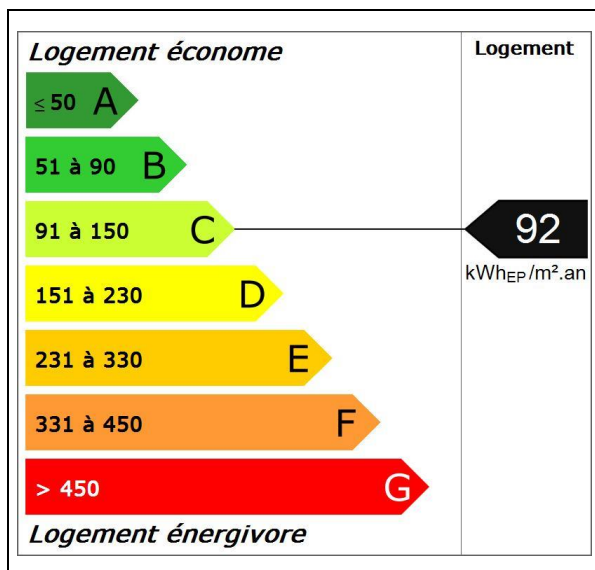 Logement économe
Logement
≤ 50 A
51 à 90 B
91 à 150 C
92
kWhEP/m².an
151 à 230 D
231 à 330 E
331 à 450 F
> 450 G
Logement énergivore